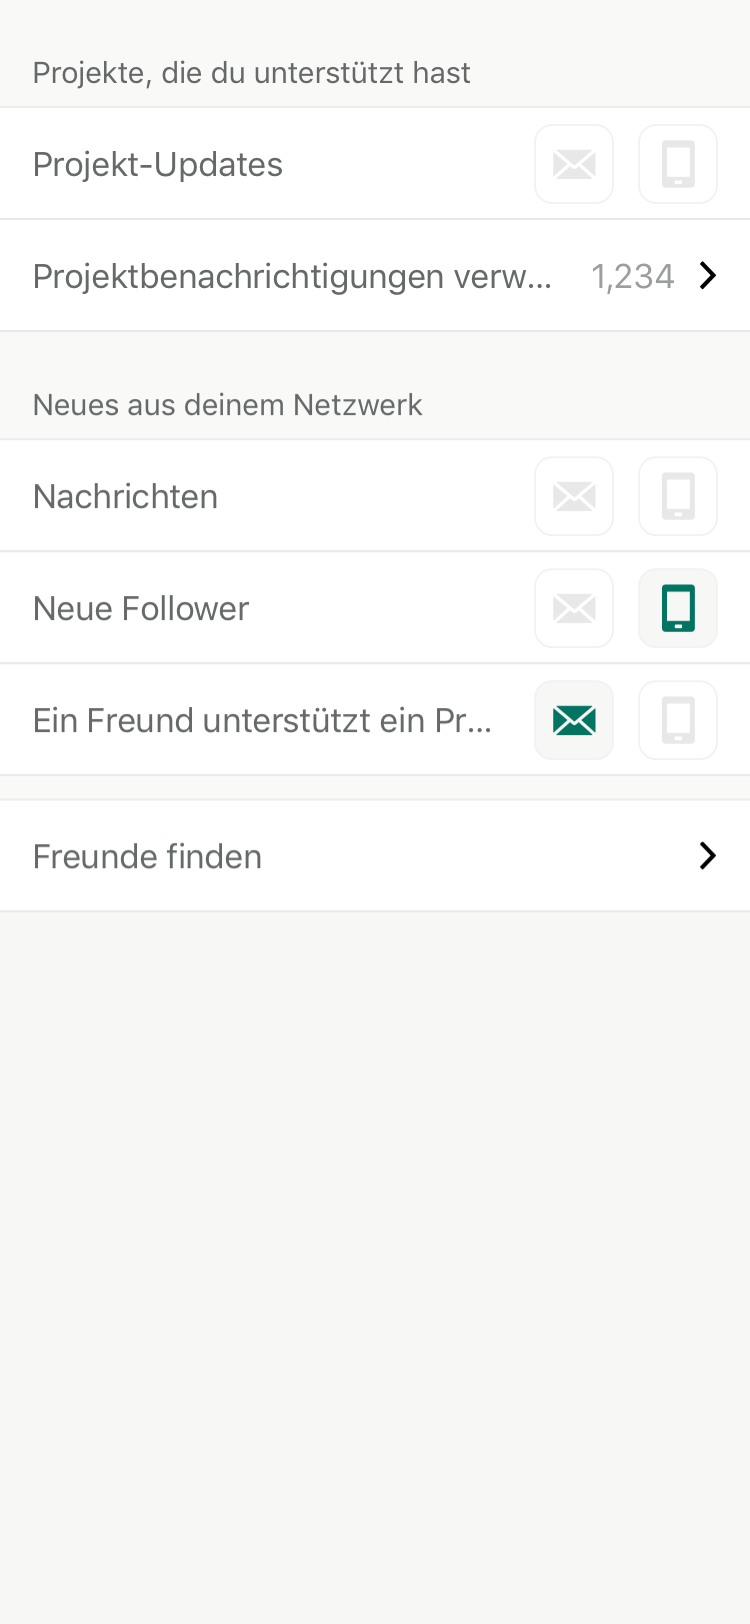 Projekte, die du unterstützt hast
Projekt-Updates
Projektbenachrichtigungen verw... 1,234
Neues aus deinem Netzwerk
Nachrichten
Neue Follower
Ein Freund unterstützt ein Pr...
Freunde finden